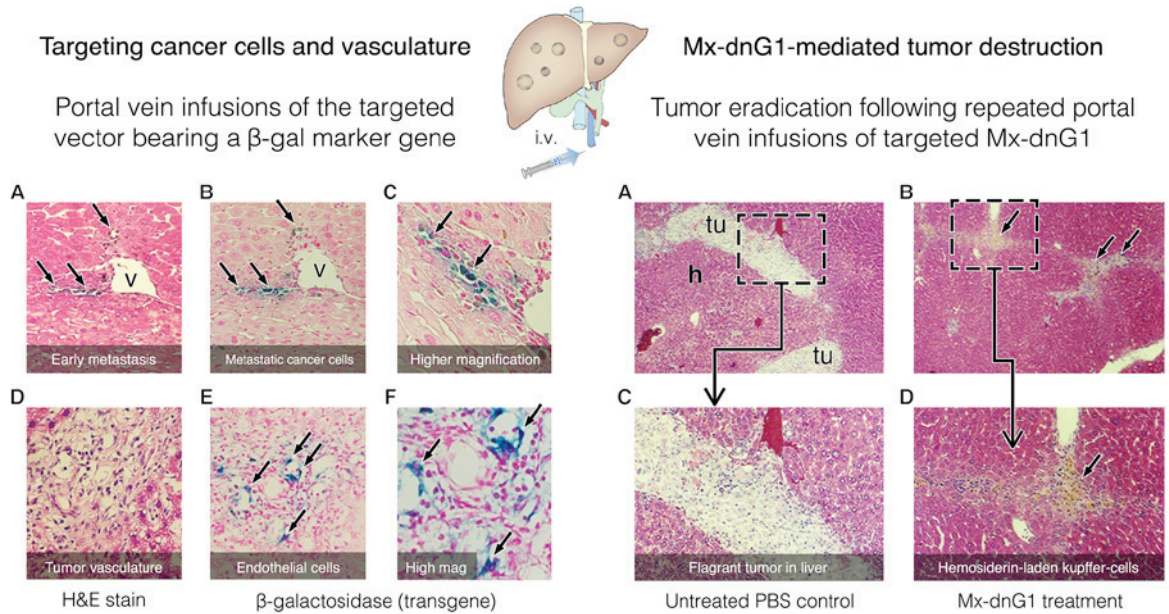 Targeting cancer cells and vasculature
Portal vein infusions of the targeted
vector bearing a β-gal marker gene
i.v.
Mx-dnG1-mediated tumor destruction
Tumor eradication following repeated portal
vein infusions of targeted Mx-dnG1
A
V
Early metastasis
B
V
Metastatic cancer cells
C
Higher magnification
D
Tumor vasculature
E
Endothelial cells
F
High mag
H&E stain
β-galactosidase (transgene)
A
tu
h
tu
B
C
Flagrant tumor in liver
D
Hemosiderin-laden kupffer-cells
Untreated PBS control
Mx-dnG1 treatment